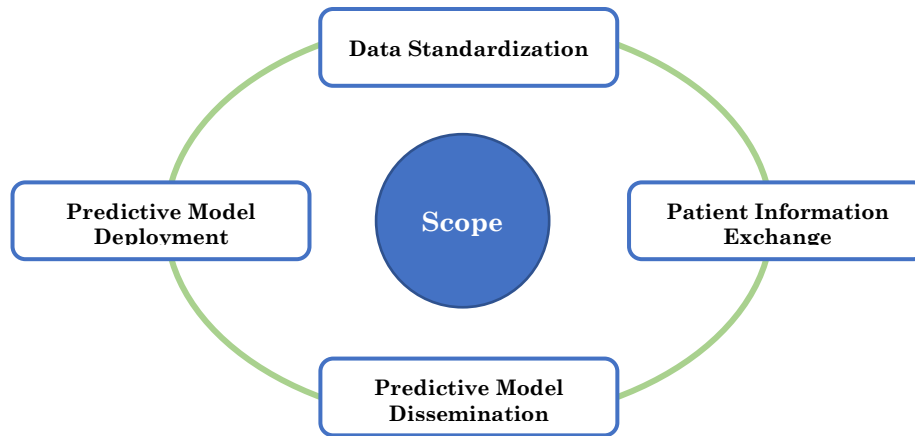 Data Standardization
Predictive Model
Deployment
Scope
Patient Information
Exchange
Predictive Model
Dissemination